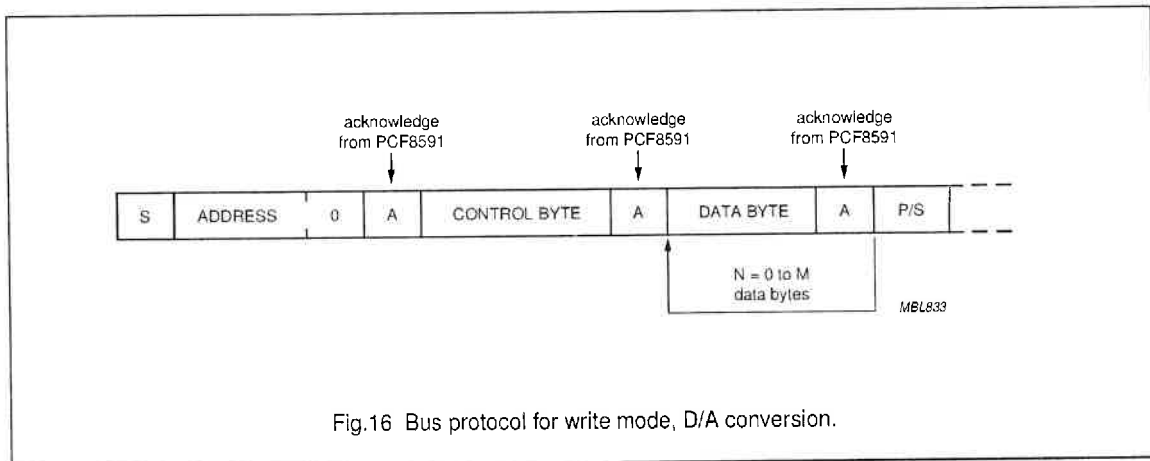 acknowledge
from PCF8591
acknowledge
from PCF8591
acknowledge
from PCF8591
S ADDRESS 0 A CONTROL BYTE A DATA BYTE A P/S
N = 0 to M
data bytes
MBL833
Fig.16 Bus protocol for write mode, D/A conversion.